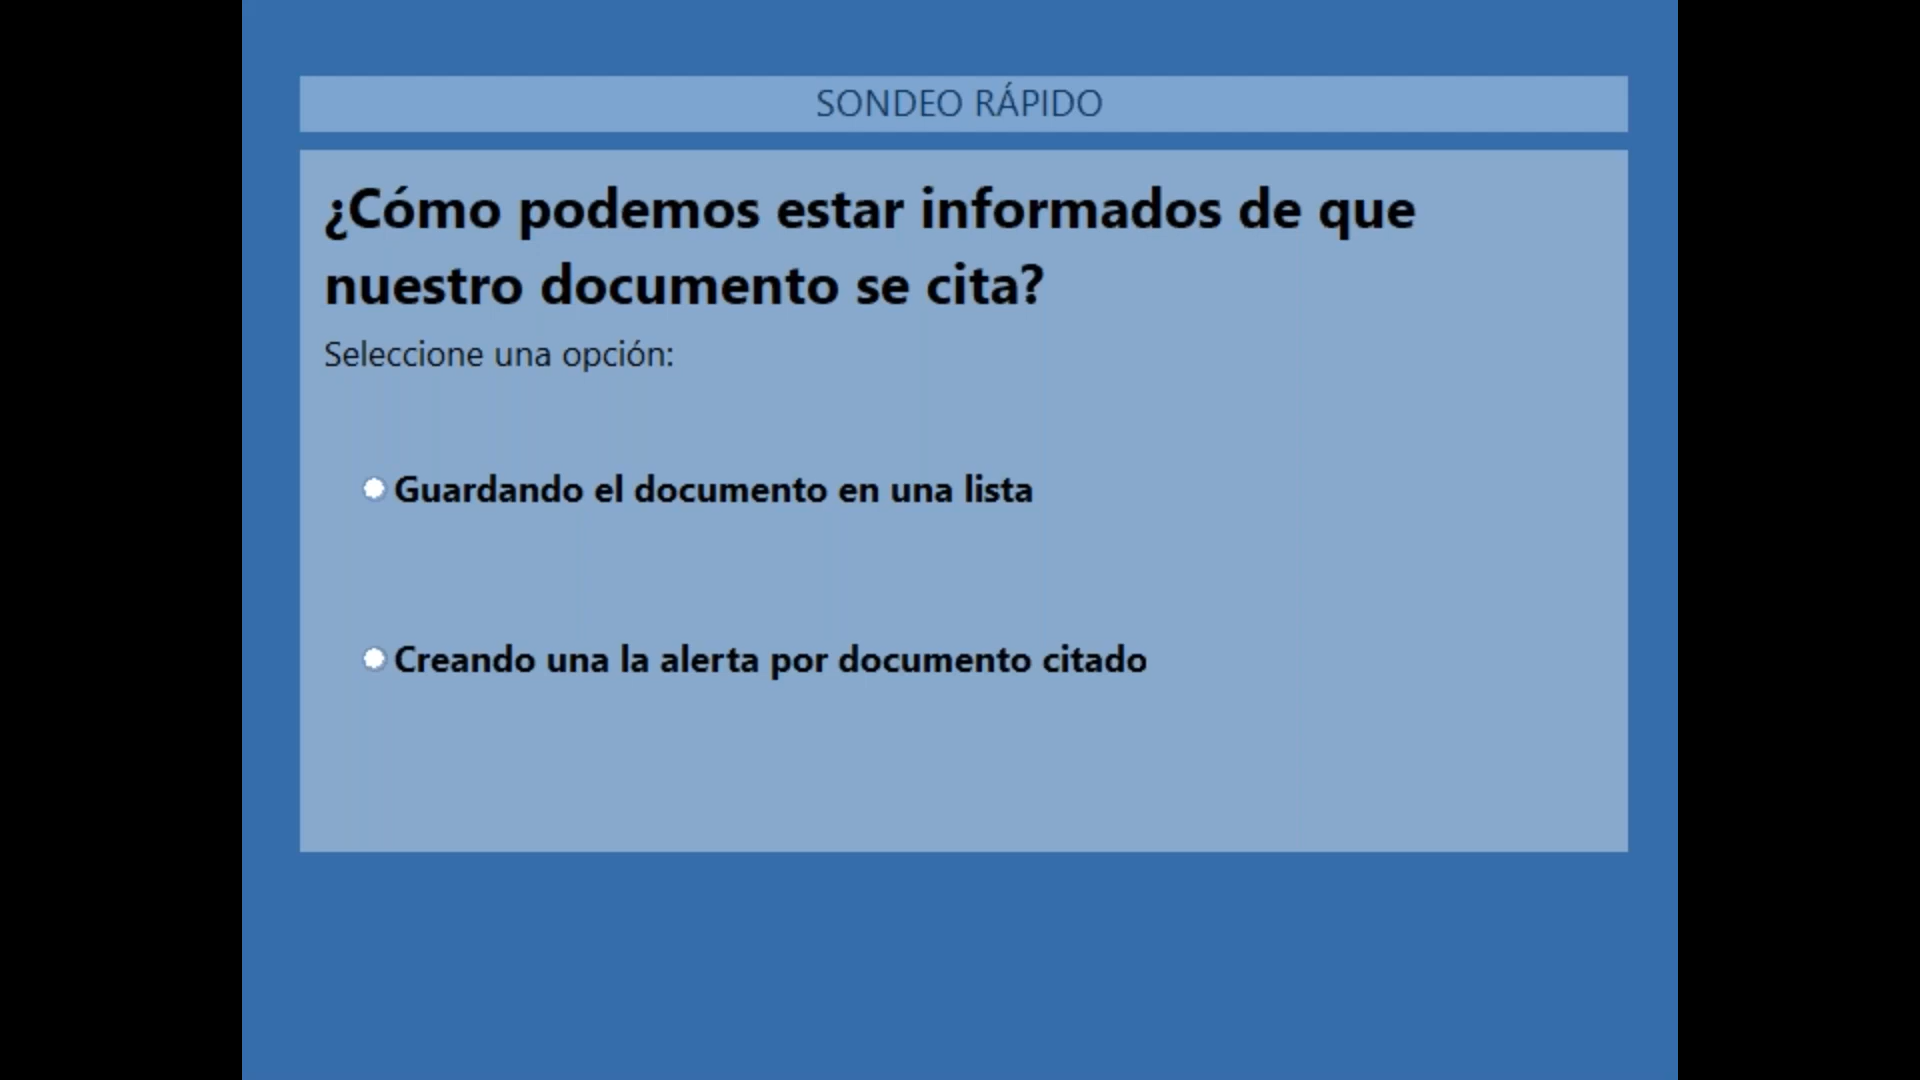 SONDEO RÁPIDO
¿Cómo podemos estar informados de que
nuestro documento se cita?
Seleccione una opción:
Guardando el documento en una lista
Creando una la alerta por documento citado